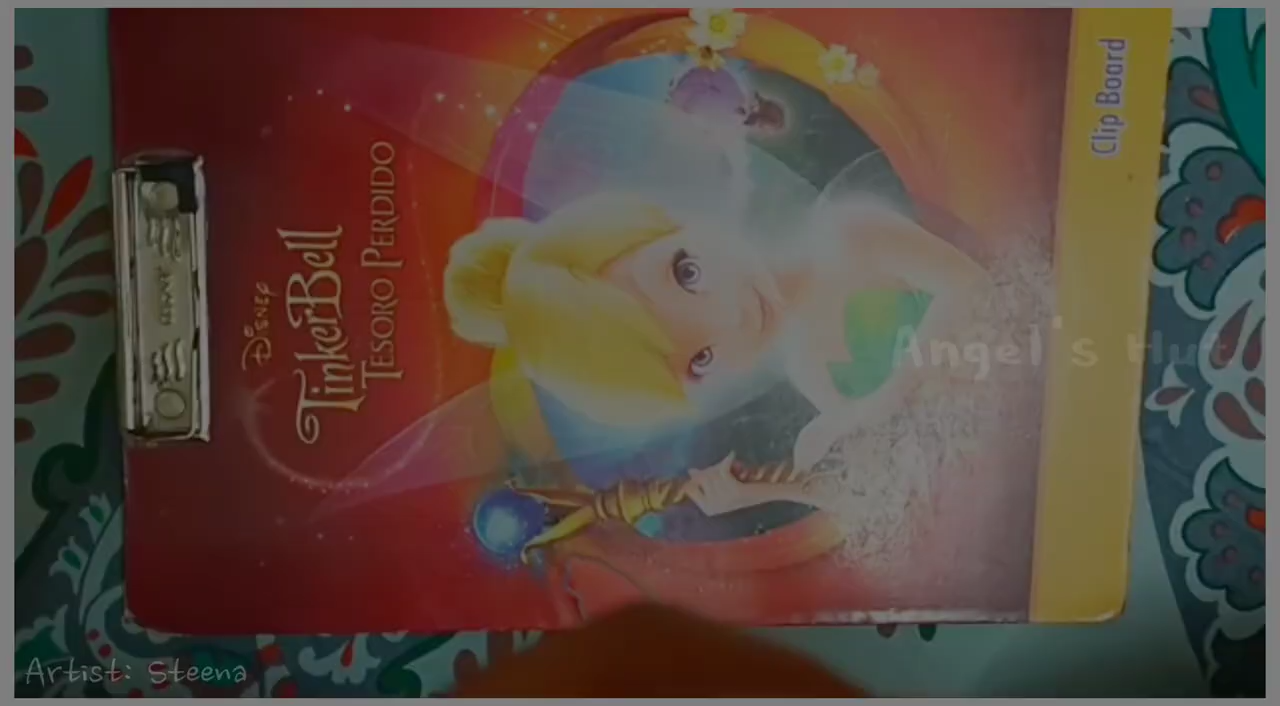 Disney
TinkerBell
TESORO PERDIDO
Clip Board
Angel's Hut
Artist: Steena